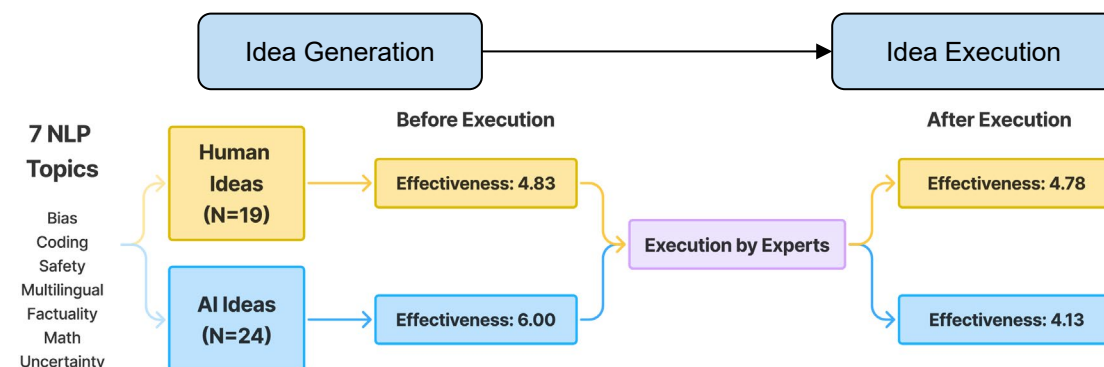 Idea Generation
Idea Execution
Before Execution
After Execution
7 NLP
Topics
Bias
Coding
Safety
Multilingual
Factuality
Math
Uncertainty
Human
Ideas
(N=19)
AI Ideas
(N=24)
Effectiveness: 4.83
Effectiveness: 6.00
Execution by Experts
Effectiveness: 4.78
Effectiveness: 4.13